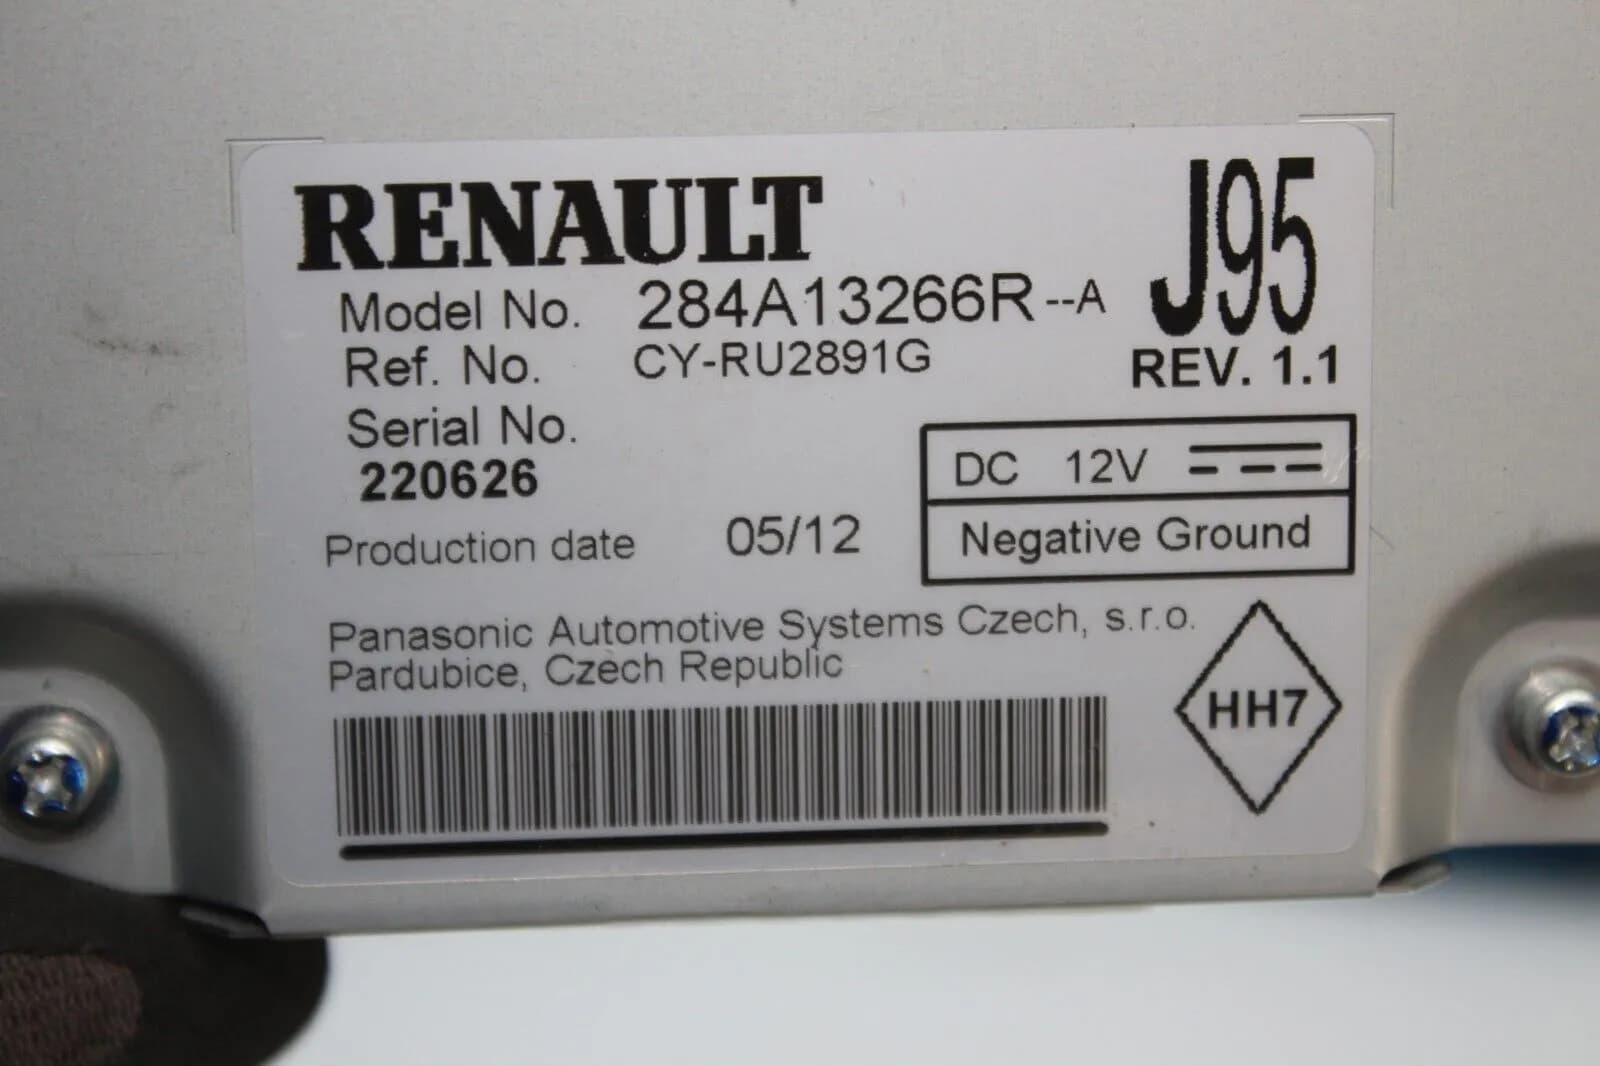 RENAULT
J95
Model No. 284A13266R--A
Ref. No. CY-RU2891G
REV. 1.1
Serial No.
220626
DC 12V
Negative Ground
Production date 05/12
Panasonic Automotive Systems Czech, s.r.o.
Pardubice, Czech Republic
HH7